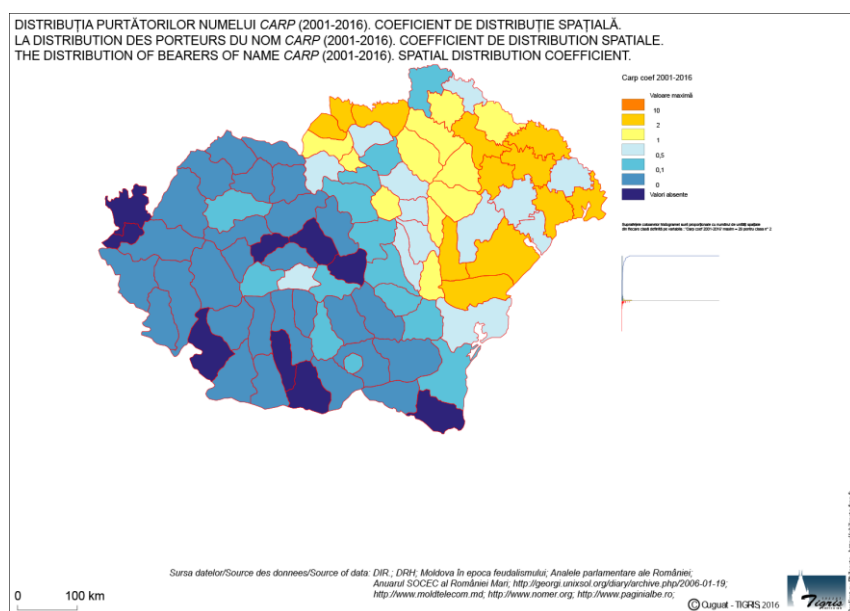 DISTRIBUȚIA PURTĂTORILOR NUMELUI CARP (2001-2016). COEFICIENT DE DISTRIBUȚIE SPAȚIALĂ.
LA DISTRIBUTION DES PORTEURS DU NOM CARP (2001-2016). COEFFICIENT DE DISTRIBUTION SPATIALE.
THE DISTRIBUTION OF BEARERS OF NAME CARP (2001-2016). SPATIAL DISTRIBUTION COEFFICIENT.
Carp coef 2001-2016
Valoare maximă
10
2
1
0,5
0,1
0
Valori absente
Sursa datelor/Source des donnees/Source of data: DIR.; DRH; Moldova în epoca feudalismului; Analele parlamentare ale României;
Anuarul SOCEC al României Mari; http://georgi.unixsol.org/diary/archive.php/2006-01-19;
http://www.moldtelecom.md; http://www.nomer.org; http://www.paginialbe.ro;
0 100 km
© Cuguat - TIGRIS, 2016
Tigris